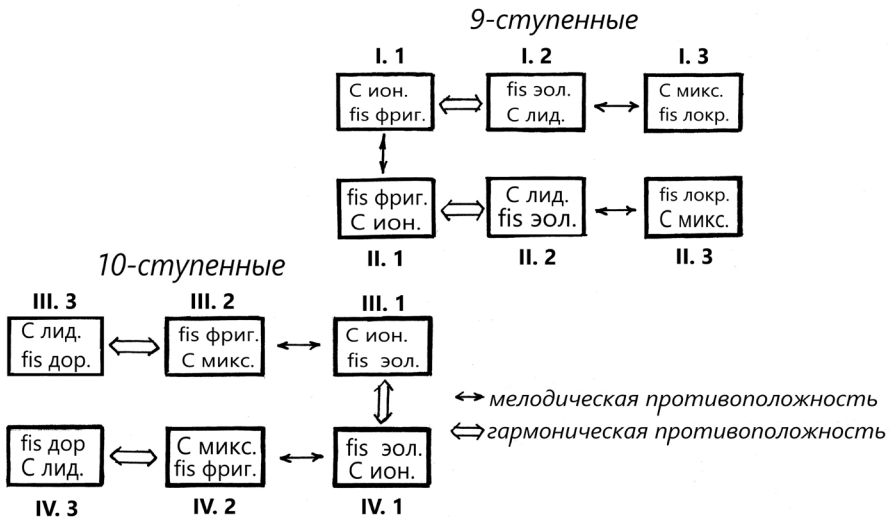 9-ступенные
I. 1
I. 2
I. 3
С ион.
fis фриг.
fis эол.
С лид.
С микс.
fis локр.
fis фриг.
С ион.
С лид.
fis эол.
fis локр.
С микс.
II. 1
II. 2
II. 3
10-ступенные
III. 3
III. 2
III. 1
С лид.
fis дор.
fis фриг.
С микс.
С ион.
fis эол.
мелодическая противоположность
гармоническая противоположность
fis дор
С лид.
С микс.
fis фриг.
fis эол.
С ион.
IV. 3
IV. 2
IV. 1